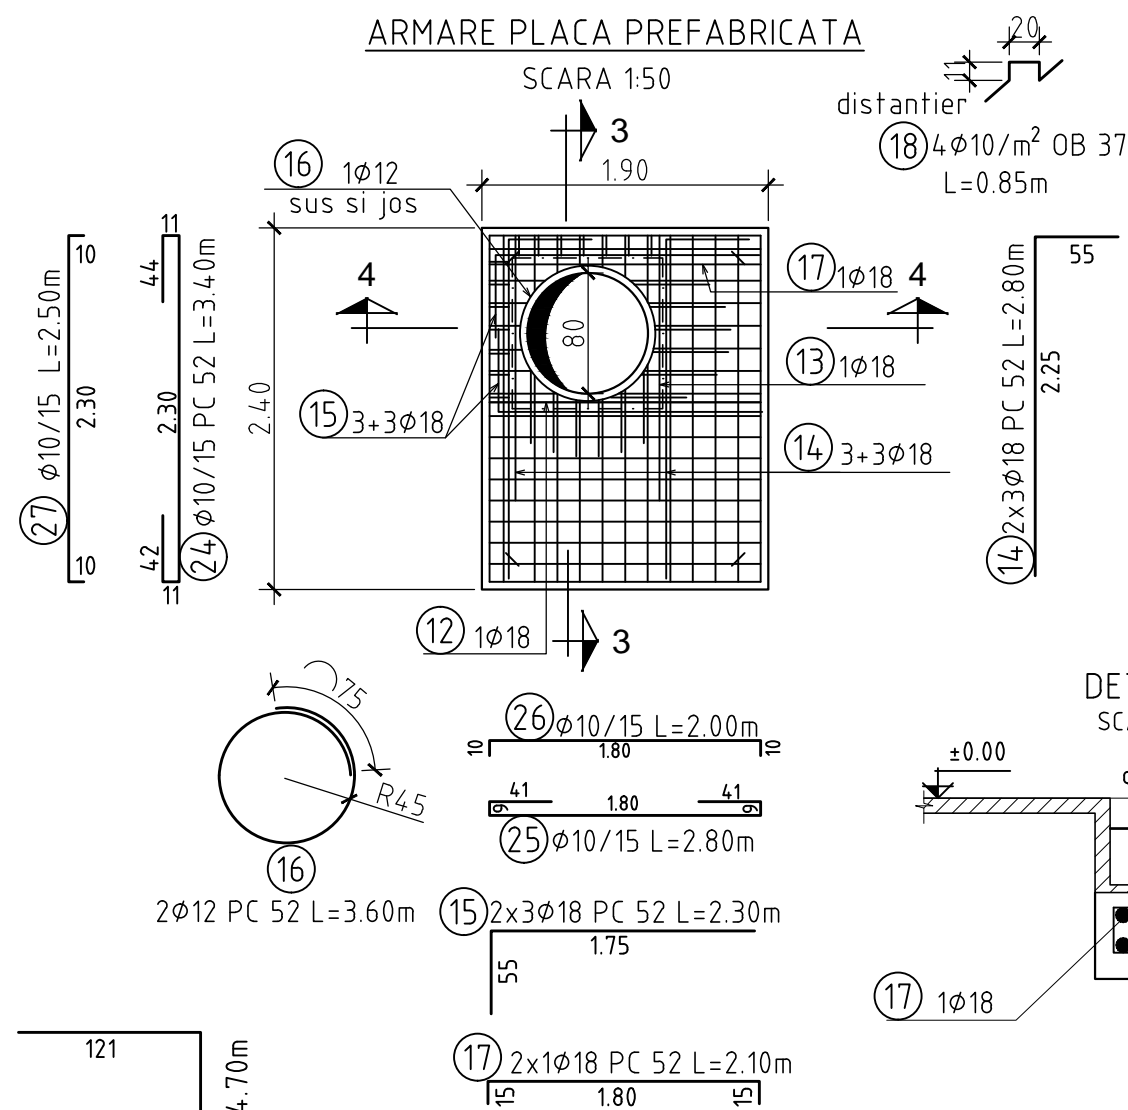 ARMARE PLACA PREFABRICATA
SCARA 1:50
20
11
distantier
18 4ϕ10/m² OB 37
L=0.85m
3
16 1ϕ12
sus si jos
1.90
11
10
44
4
17 1ϕ18
4
55
27 ϕ10/15 L=2.50m
2.30
2.30
24 ϕ10/15 PC 52 L=3.40m
2.40
80
13 1ϕ18
14 2x3ϕ18 PC 52 L=2.80m
2.25
15 3+3ϕ18
14 3+3ϕ18
10
42
11
12 1ϕ18
3
75
R45
16
2ϕ12 PC 52 L=3.60m
26 ϕ10/15 L=2.00m
10
1.80
10
41
41
9
1.80
9
25 ϕ10/15 L=2.80m
15 2x3ϕ18 PC 52 L=2.30m
1.75
55
17 2x1ϕ18 PC 52 L=2.10m
15
1.80
15
DE
SC
±0.00
17 1ϕ18
121
4.70m